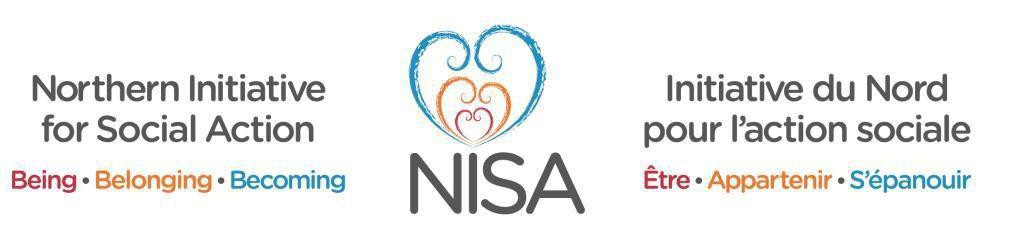 Northern Initiative
for Social Action
Being • Belonging • Becoming
NISA
Initiative du Nord
pour l'action sociale
Être • Appartenir • S'épanouir